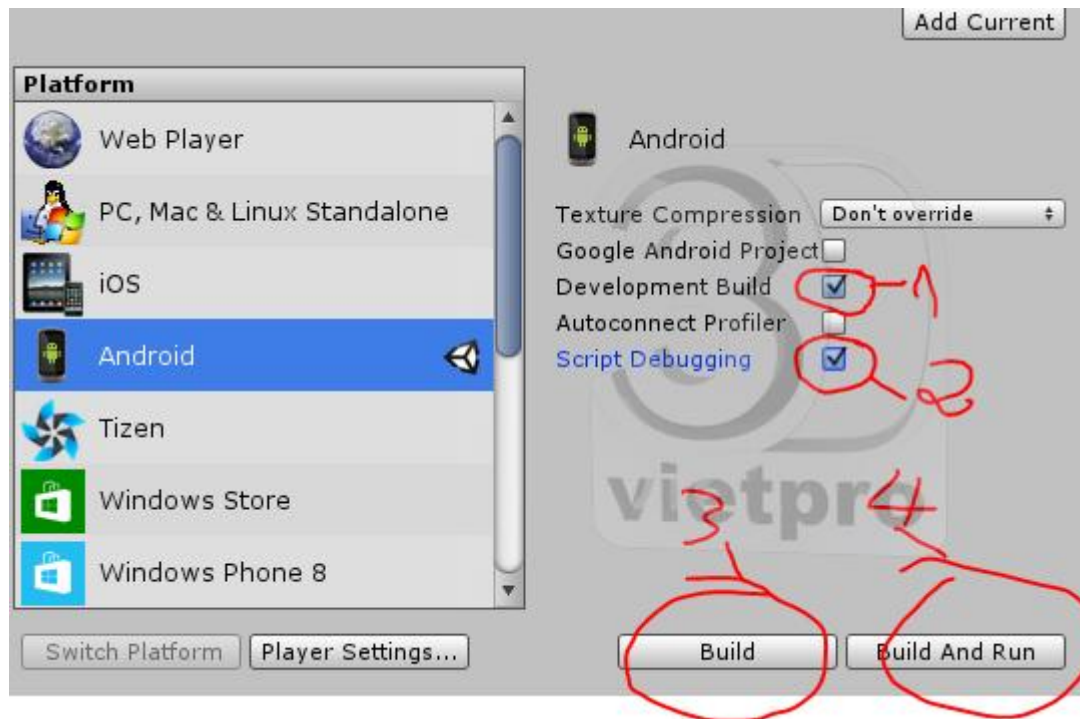 Add Current
Platform
Web Player
PC, Mac & Linux Standalone
iOS
Android
Tizen
Windows Store
Windows Phone 8
Android
Texture Compression Don't override
Google Android Project
Development Build 1
Autoconnect Profiler
Script Debugging 2
3D
vietpro
3 4
Switch Platform Player Settings... Build Build And Run